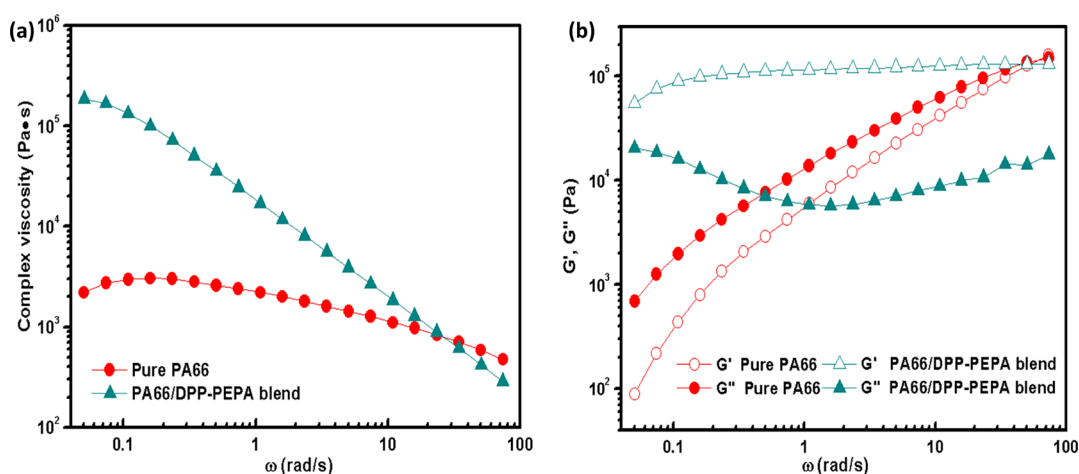 (a)
Complex viscosity (Pa•s)
10^6
10^5
10^4
10^3
10^2
Pure PA66
PA66/DPP-PEPA blend
0.1 1 10 100
ω (rad/s)
(b)
G', G'' (Pa)
10^5
10^4
10^3
10^2
G' Pure PA66 G' PA66/DPP-PEPA blend
G'' Pure PA66 G'' PA66/DPP-PEPA blend
0.1 1 10 100
ω (rad/s)